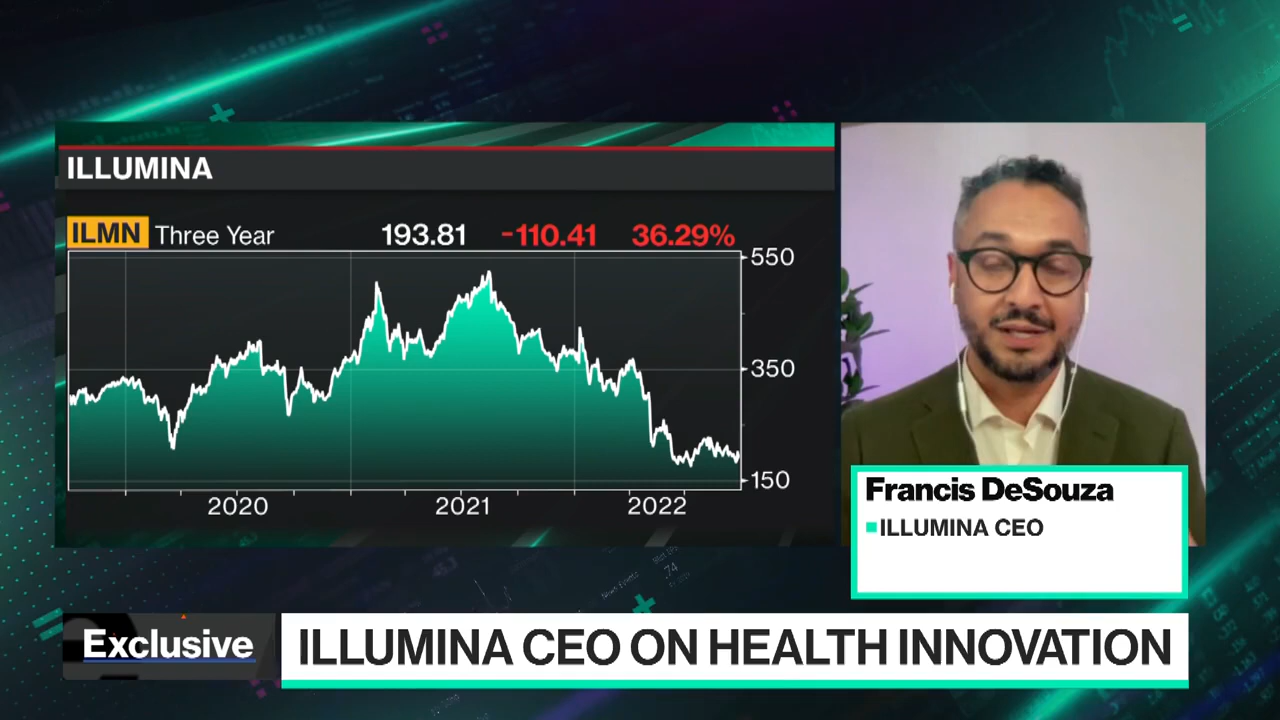 ILLUMINA
ILMN Three Year 193.81 -110.41 36.29%
550
350
150
2020 2021 2022
Francis DeSouza
ILLUMINA CEO
Exclusive
ILLUMINA CEO ON HEALTH INNOVATION